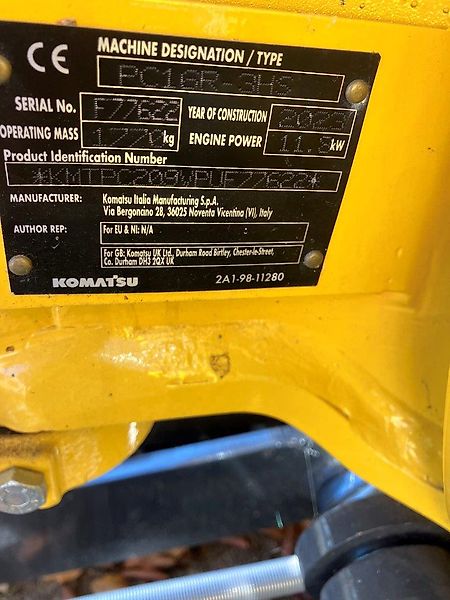 CE MACHINE DESIGNATION / TYPE
PC18R-3HS
SERIAL No. F77622 YEAR OF CONSTRUCTION 2023
OPERATING MASS 1770 kg ENGINE POWER 11.8 kW
Product Identification Number
*KMTPC209WPUF77622*
MANUFACTURER: Komatsu Italia Manufacturing S.p.A.
Via Bergoncino 28, 36025 Noventa Vicentina (VI), Italy
AUTHOR REP: For EU & NI: N/A
For GB: Komatsu UK Ltd., Durham Road Birtley, Chester-le-Street,
Co. Durham DH3 2QX UK
KOMATSU 2A1-98-11280